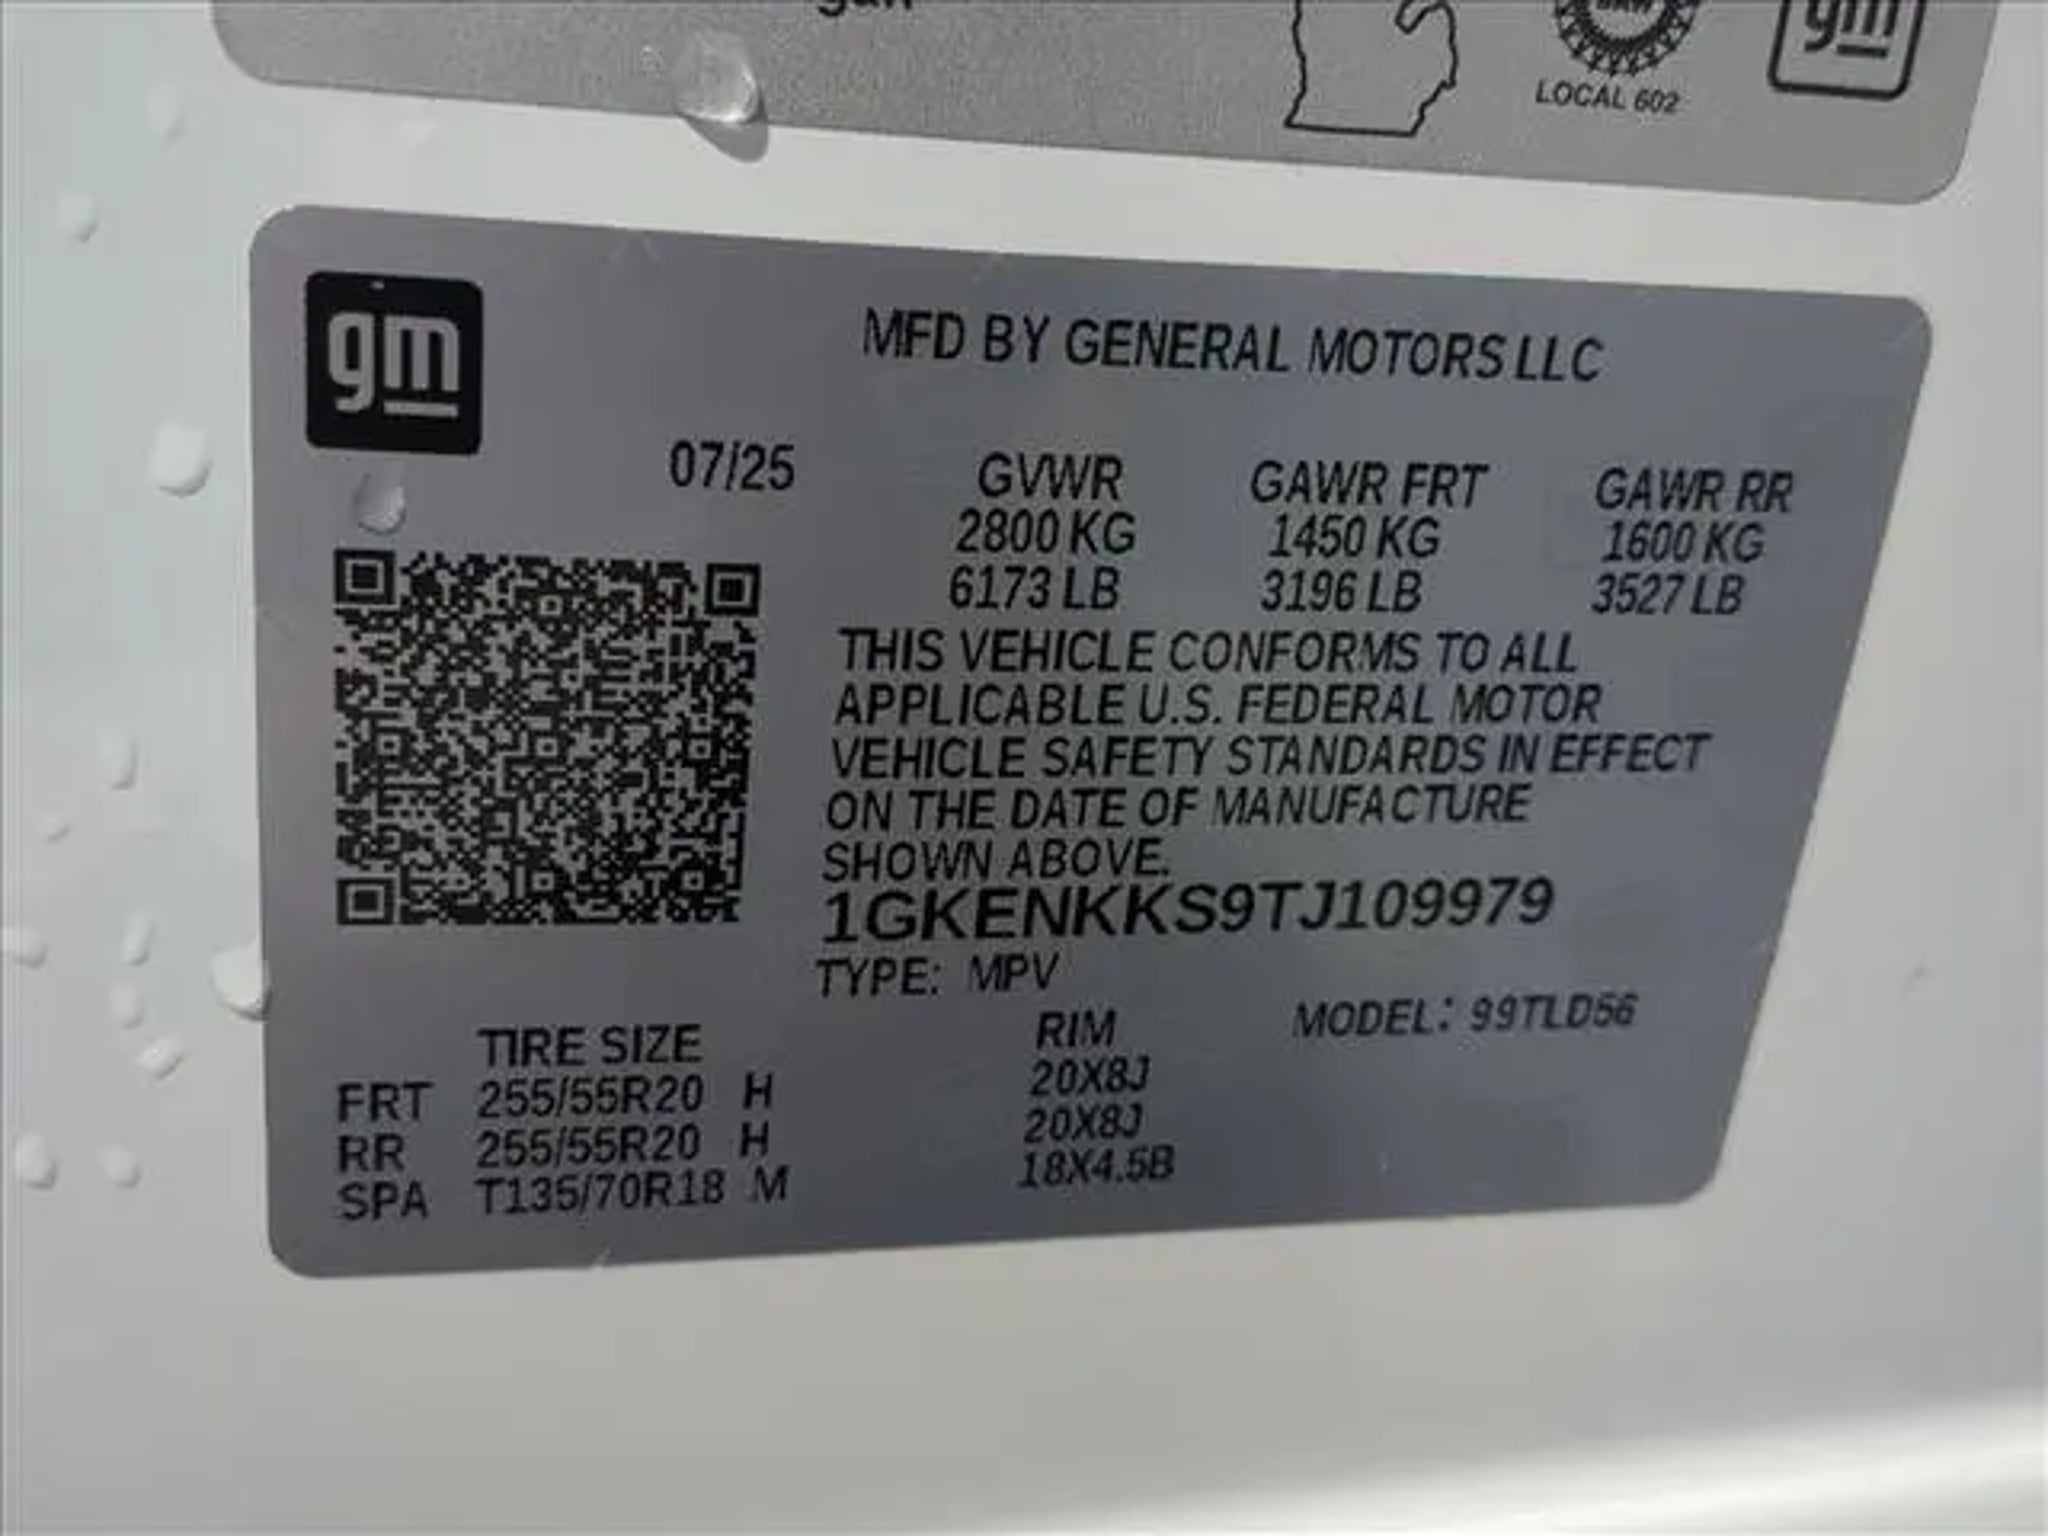 LOCAL 602
gm
gm
MFD BY GENERAL MOTORS LLC
07/25
GVWR GAWR FRT GAWR RR
2800 KG 1450 KG 1600 KG
6173 LB 3196 LB 3527 LB
THIS VEHICLE CONFORMS TO ALL
APPLICABLE U.S. FEDERAL MOTOR
VEHICLE SAFETY STANDARDS IN EFFECT
ON THE DATE OF MANUFACTURE
SHOWN ABOVE.
1GKENKKS9TJ109979
TYPE: MPV
MODEL: 99TLD56
TIRE SIZE RIM
FRT 255/55R20 H 20X8J
RR 255/55R20 H 20X8J
SPA T135/70R18 M 18X4.5B